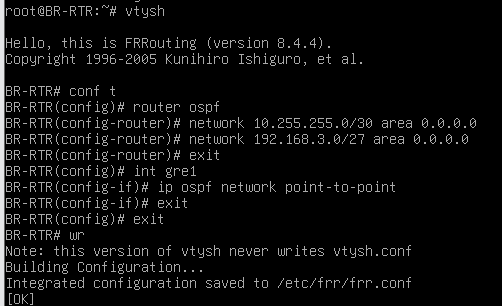 root@BR-RTR:~# vtysh
Hello, this is FRRouting (version 8.4.4).
Copyright 1996-2005 Kunihiro Ishiguro, et al.
BR-RTR# conf t
BR-RTR(config)# router ospf
BR-RTR(config-router)# network 10.255.255.0/30 area 0.0.0.0
BR-RTR(config-router)# network 192.168.3.0/27 area 0.0.0.0
BR-RTR(config-router)# exit
BR-RTR(config)# int gre1
BR-RTR(config-if)# ip ospf network point-to-point
BR-RTR(config-if)# exit
BR-RTR(config)# exit
BR-RTR# wr
Note: this version of vtysh never writes vtysh.conf
Building Configuration...
Integrated configuration saved to /etc/frr/frr.conf
[OK]